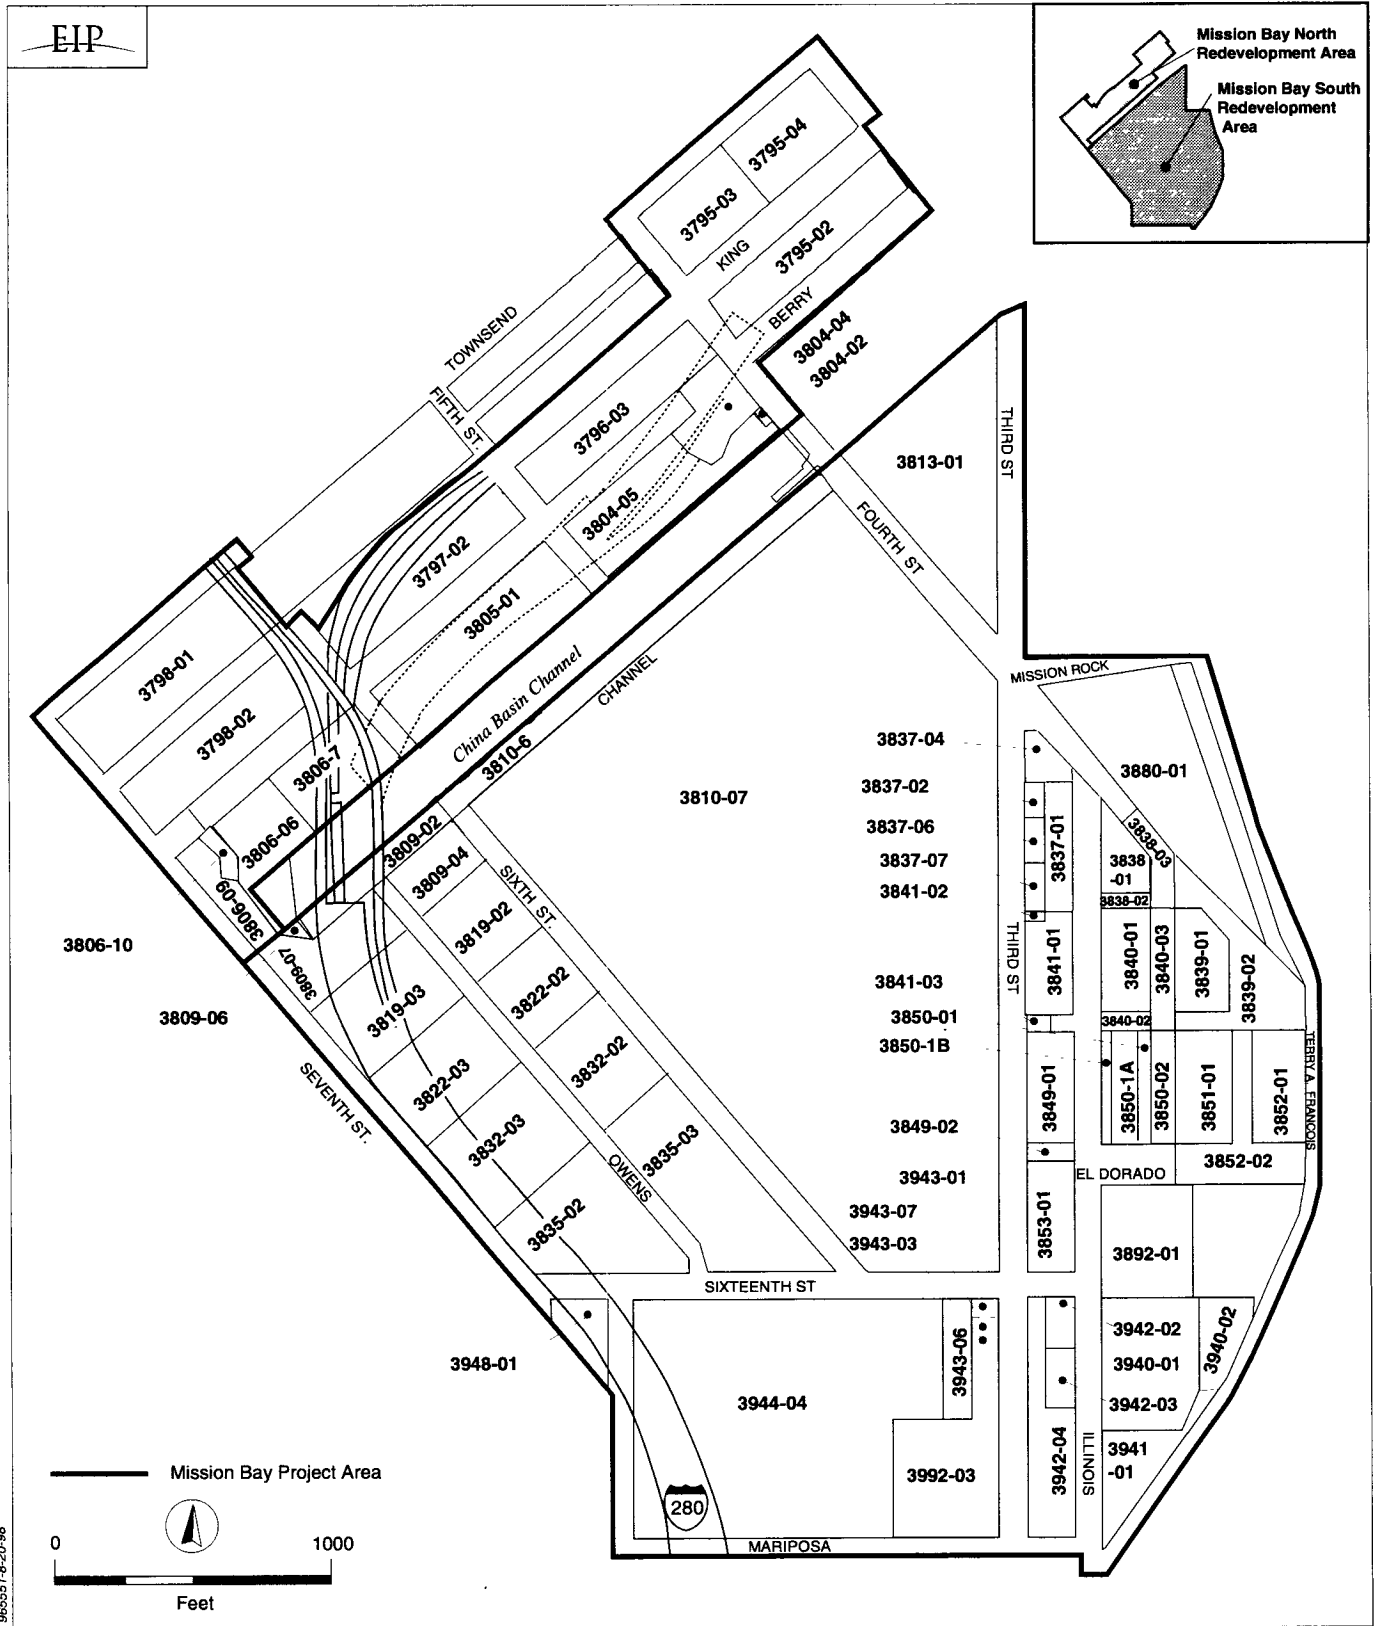 EIP
Mission Bay North
Redevelopment Area
Mission Bay South
Redevelopment
Area
3795-04
3795-03
KING
3795-02
BERRY
TOWNSEND
FIFTH ST.
3804-04
3804-02
3796-03
3813-01
THIRD ST
3804-05
FOURTH ST
3797-02
3805-01
3798-01
China Basin Channel
CHANNEL
MISSION ROCK
3798-02
3806-7
3810-6
3810-07
3837-04
3837-02
3837-06
3837-07
3841-02
3880-01
3837-01
3838-03
3838
-01
3838-02
3806-06
3809-02
3809-04
SIXTH ST.
3806-09
3819-02
3806-10
3809-07
3809-06
3819-03
3822-02
3841-03
3850-01
3850-1B
THIRD ST
3841-01
3840-01
3840-03
3839-01
3839-02
3840-02
SEVENTH ST.
3822-03
3832-02
3832-03
3849-02
3849-01
3850-1A
3850-02
3851-01
3852-01
TERRY A. FRANCOIS
3835-03
OWENS
3835-02
3943-01
3943-07
3943-03
3852-02
EL DORADO
3853-01
3892-01
SIXTEENTH ST
3948-01
3943-06
3942-02
3940-01
3942-03
3940-02
3944-04
3992-03
3942-04
ILLINOIS
3941
-01
Mission Bay Project Area
280
MARIPOSA
0 1000
Feet
965551-8-20-98